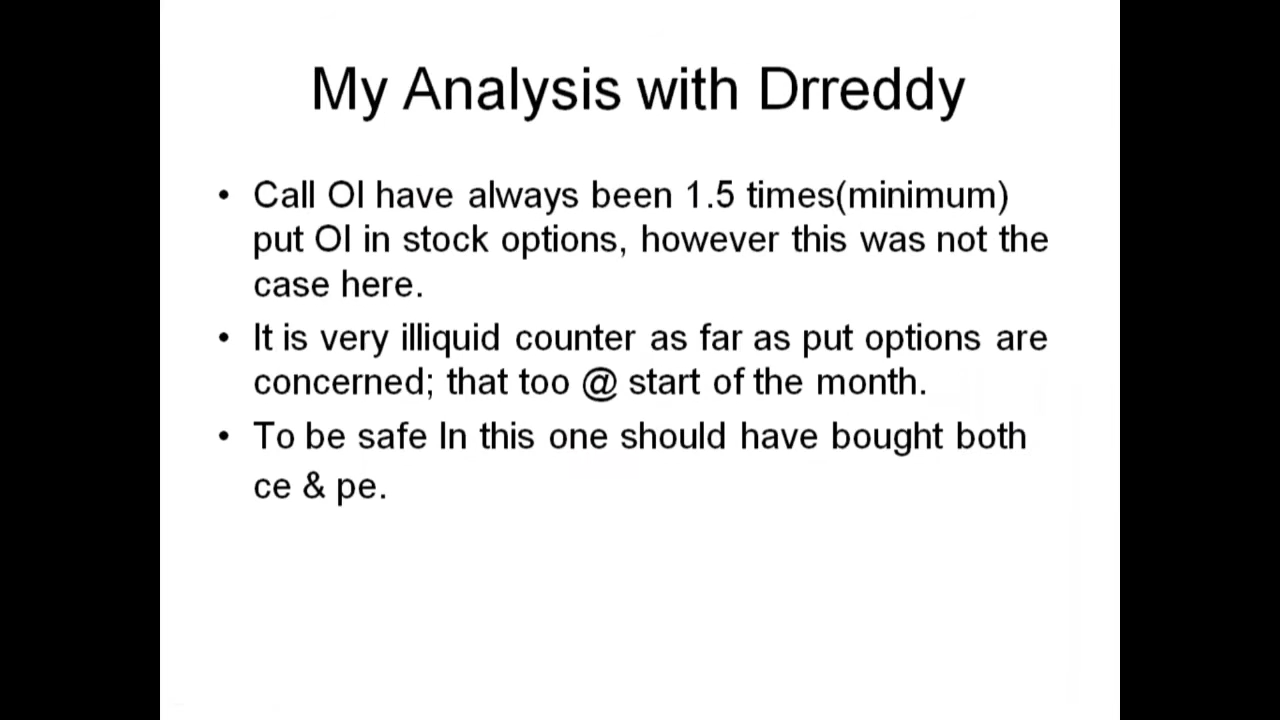 My Analysis with Drreddy
• Call OI have always been 1.5 times(minimum)
put OI in stock options, however this was not the
case here.
• It is very illiquid counter as far as put options are
concerned; that too @ start of the month.
• To be safe In this one should have bought both
ce & pe.